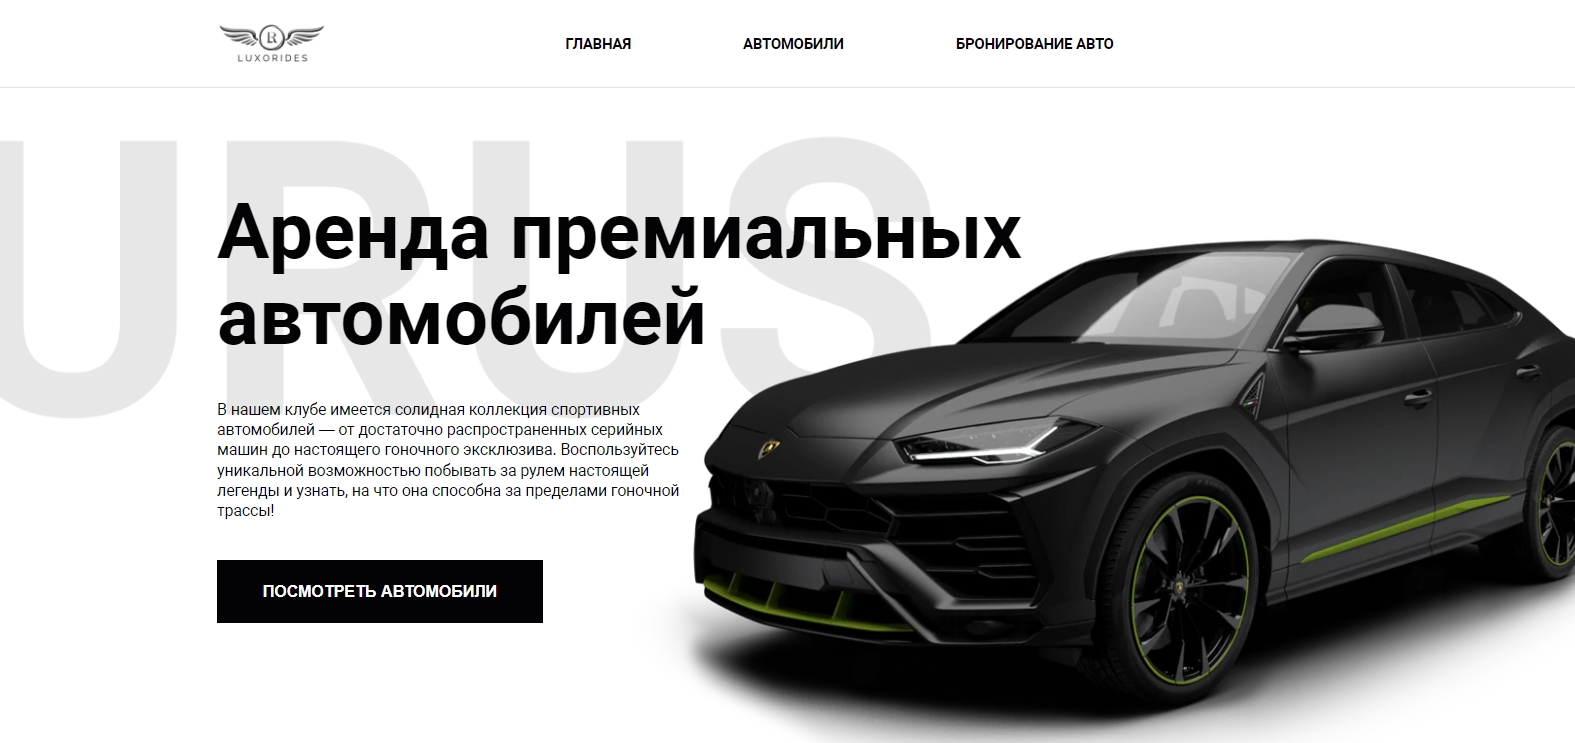 LR
LUXORIDES
ГЛАВНАЯ
АВТОМОБИЛИ
БРОНИРОВАНИЕ АВТО
URUS
Аренда премиальных
автомобилей
В нашем клубе имеется солидная коллекция спортивных
автомобилей — от достаточно распространенных серийных
машин до настоящего гоночного эксклюзива. Воспользуйтесь
уникальной возможностью побывать за рулем настоящей
легенды и узнать, на что она способна за пределами гоночной
трассы!
ПОСМОТРЕТЬ АВТОМОБИЛИ